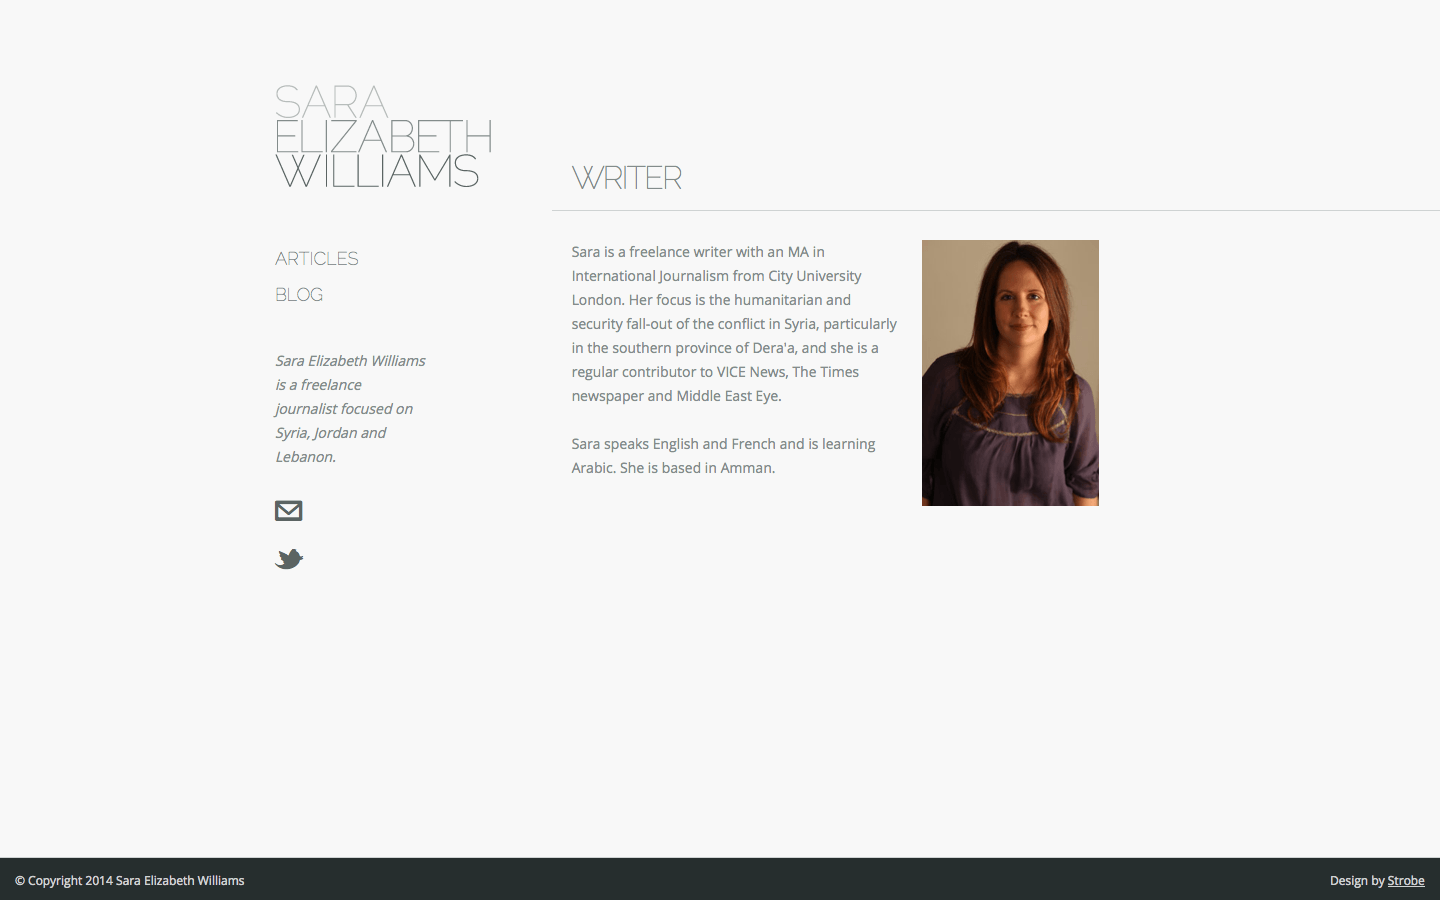 SARA
ELIZABETH
WILLIAMS
ARTICLES
BLOG
Sara Elizabeth Williams
is a freelance
journalist focused on
Syria, Jordan and
Lebanon.
WRITER
Sara is a freelance writer with an MA in
International Journalism from City University
London. Her focus is the humanitarian and
security fall-out of the conflict in Syria, particularly
in the southern province of Dera'a, and she is a
regular contributor to VICE News, The Times
newspaper and Middle East Eye.
Sara speaks English and French and is learning
Arabic. She is based in Amman.
© Copyright 2014 Sara Elizabeth Williams
Design by Strobe